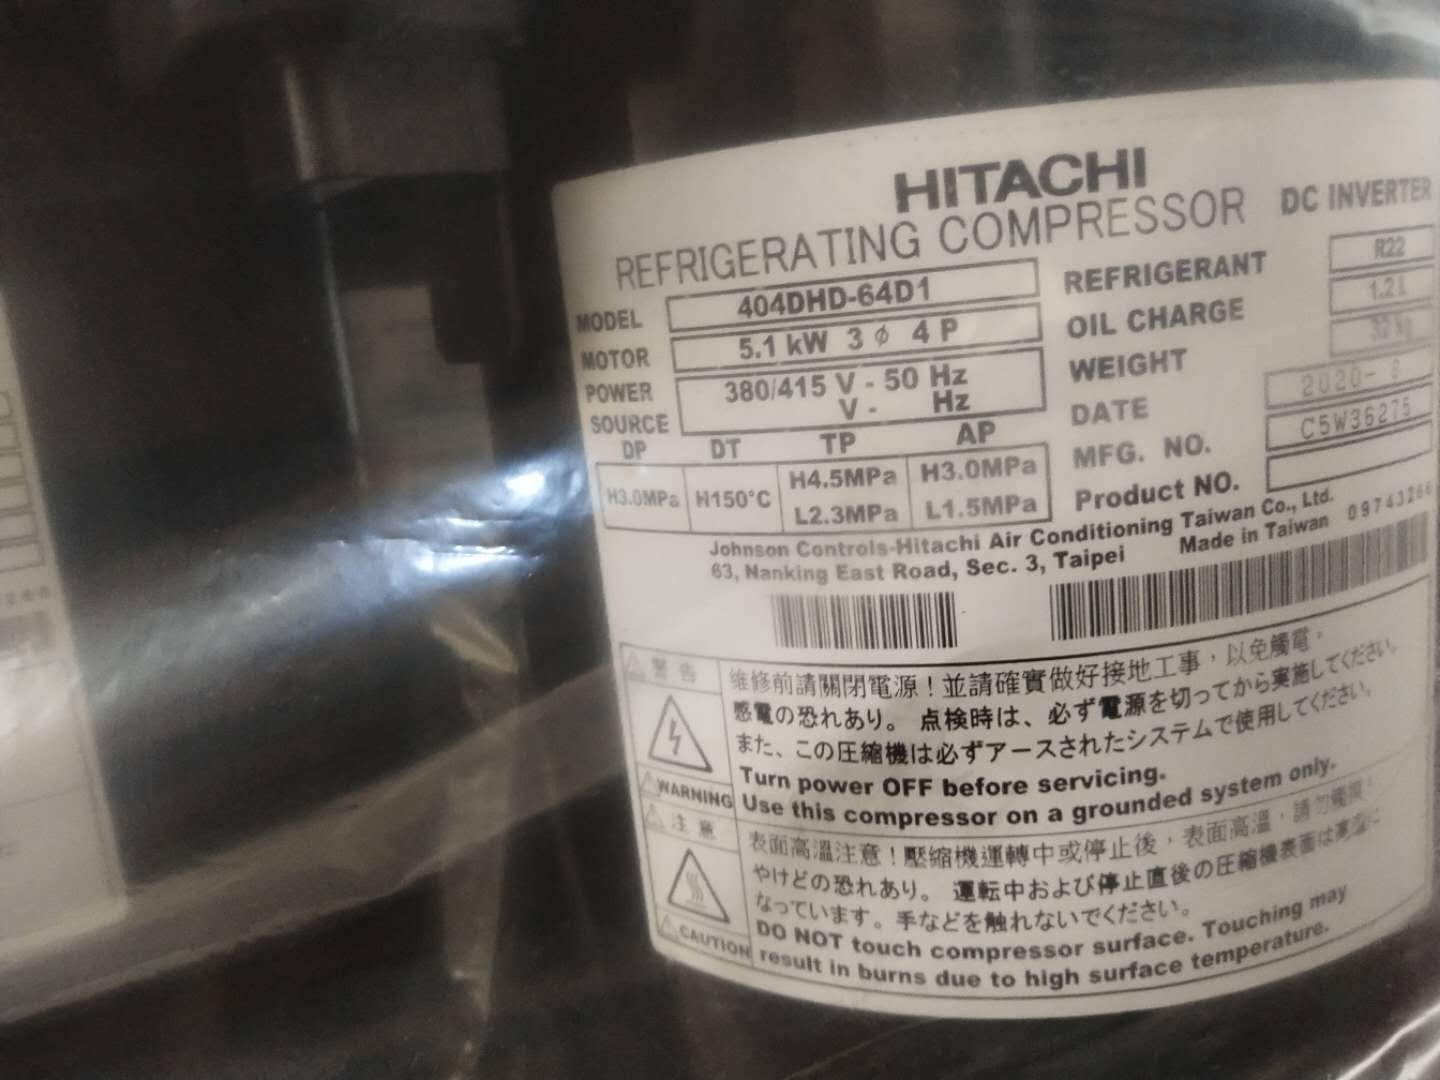 HITACHI
REFRIGERATING COMPRESSOR DC INVERTER
MODEL 404DHD-64D1
MOTOR 5.1 kW 3 φ 4 P
POWER SOURCE 380/415 V - 50 Hz
V - Hz
DP DT TP AP
H3.0MPa H150°C H4.5MPa H3.0MPa
L2.3MPa L1.5MPa
REFRIGERANT R22
OIL CHARGE 1.2 L
WEIGHT 32 kg
DATE 2020- 8
MFG. NO. C5W36275
Product NO.
Johnson Controls-Hitachi Air Conditioning Taiwan Co., Ltd.
63, Nanking East Road, Sec. 3, Taipei Made in Taiwan 09743266
警告
維修前請關閉電源！並請確實做好接地工事，以免觸電。
感電の恐れあり。 点検時は、必ず電源を切ってから実施してください。
また、この圧縮機は必ずアースされたシステムで使用してください。
WARNING
Turn power OFF before servicing.
Use this compressor on a grounded system only.
注意
表面高溫注意！壓縮機運轉中或停止後，表面高溫，請勿觸摸。
やけどの恐れあり。 運転中および停止直後の圧縮機表面は高温に
なっています。手などを触れないでください。
CAUTION
DO NOT touch compressor surface. Touching may
result in burns due to high surface temperature.